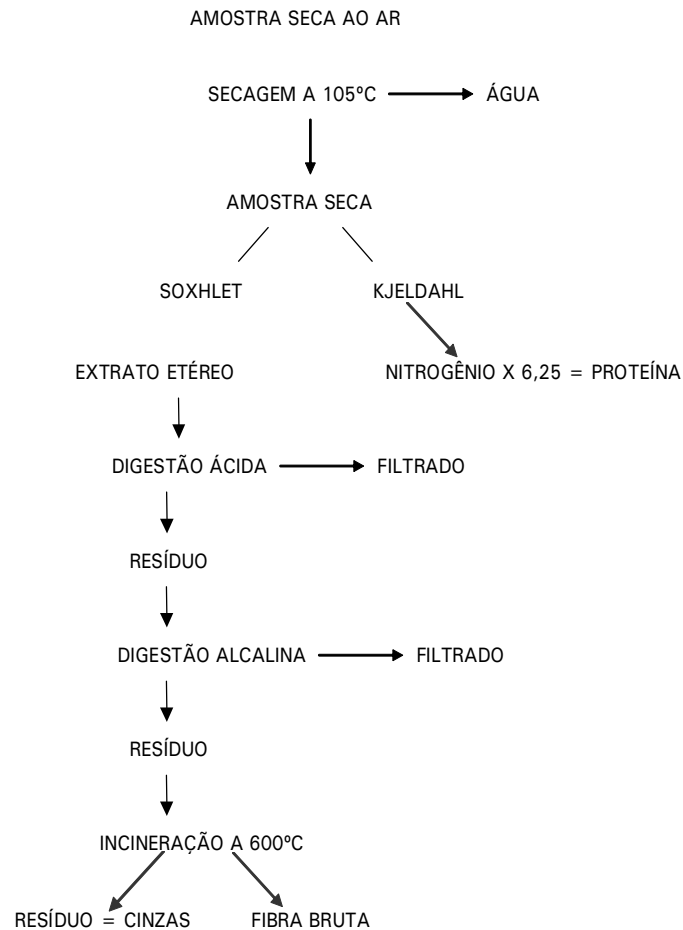 AMOSTRA SECA AO AR
SECAGEM A 105ºC
ÁGUA
AMOSTRA SECA
SOXHLET
KJELDAHL
EXTRATO ETÉREO
NITROGÊNIO X 6,25 = PROTEÍNA
DIGESTÃO ÁCIDA
FILTRADO
RESÍDUO
DIGESTÃO ALCALINA
FILTRADO
RESÍDUO
INCINERAÇÃO A 600ºC
RESÍDUO = CINZAS
FIBRA BRUTA